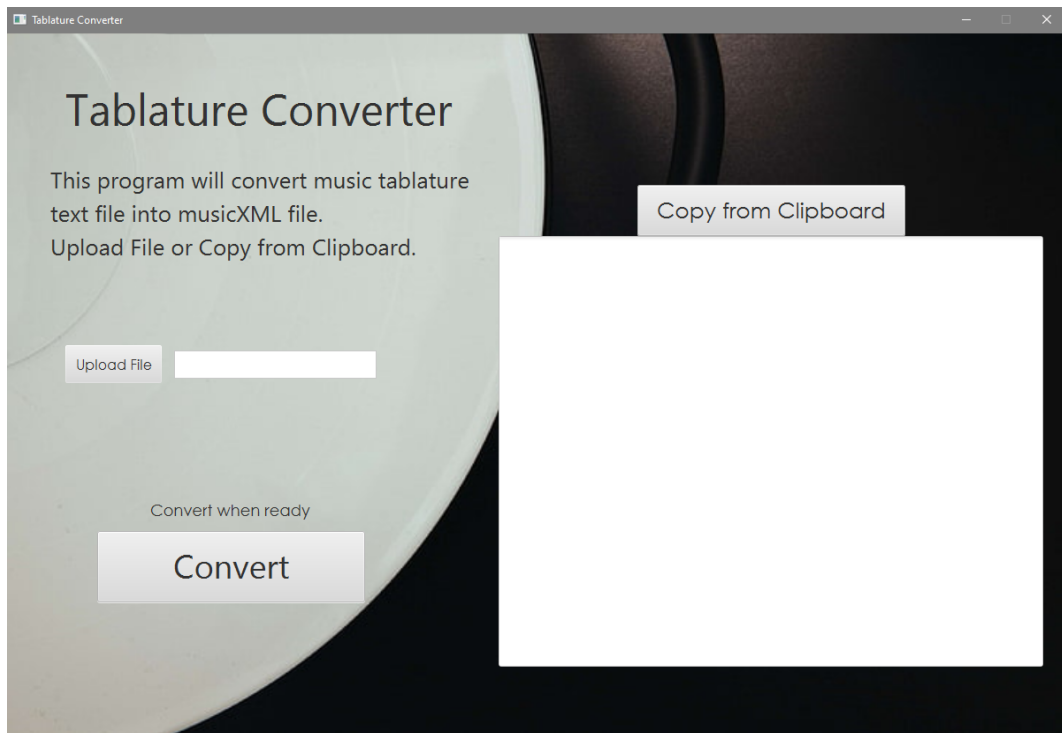 Tablature Converter
Tablature Converter
This program will convert music tablature
text file into musicXML file.
Upload File or Copy from Clipboard.
Copy from Clipboard
Upload File
Convert when ready
Convert